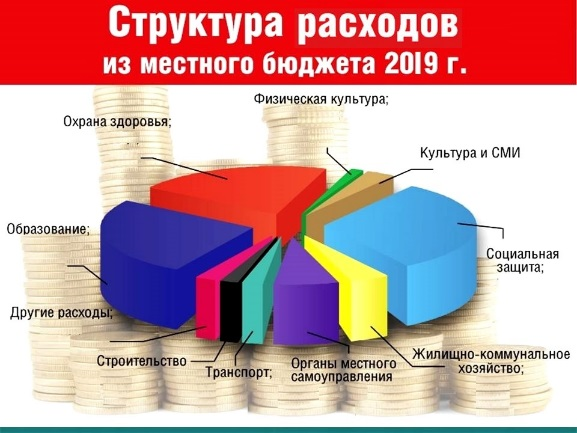 Структура расходов
из местного бюджета 2019 г.
Физическая культура;
Охрана здоровья;
Культура и СМИ
Образование;
Социальная
защита;
Другие расходы;
Строительство
Транспорт;
Органы местного
самоуправления
Жилищно-коммунальное
хозяйство;